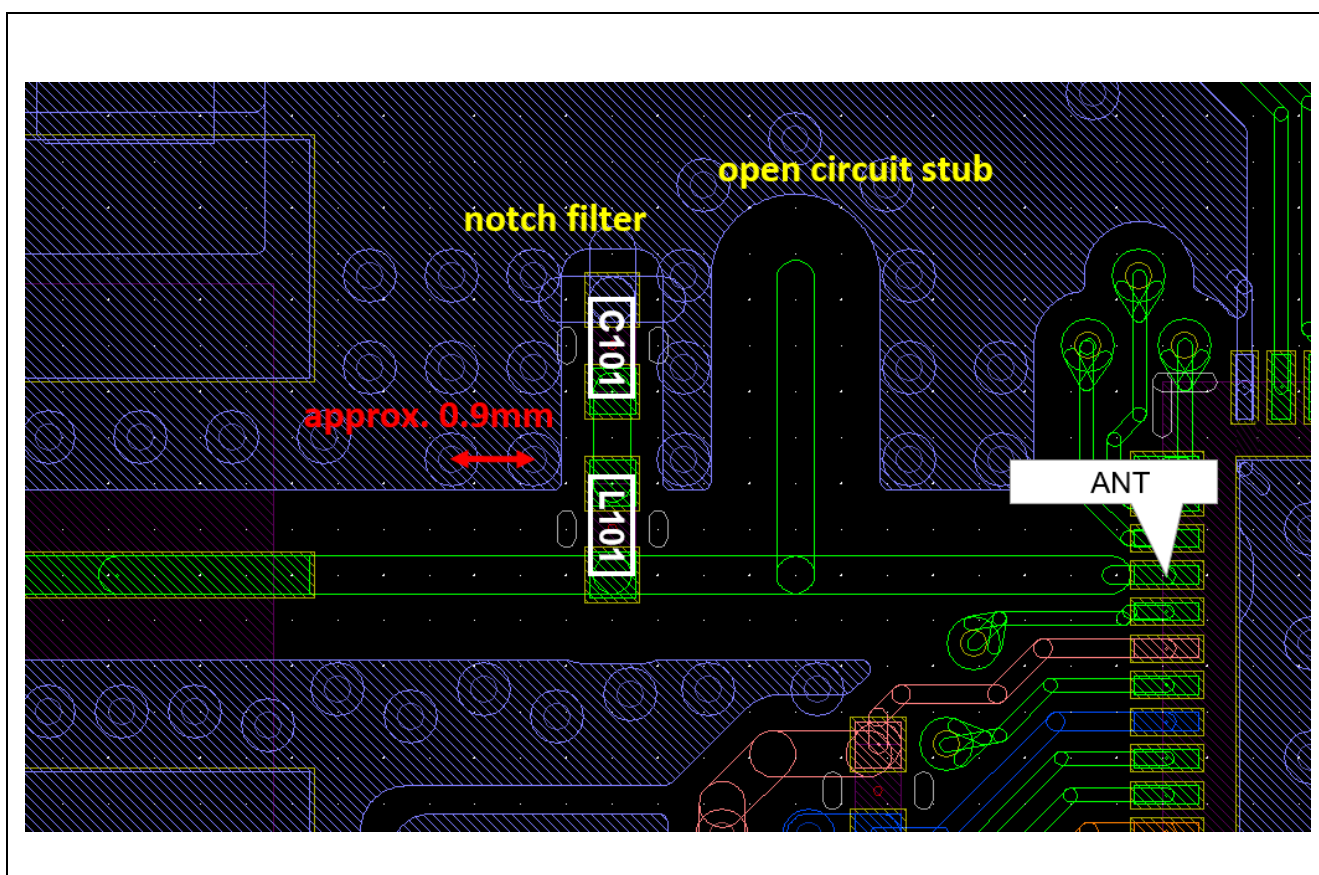 open circuit stub
notch filter
C101
approx. 0.9mm
L101
ANT